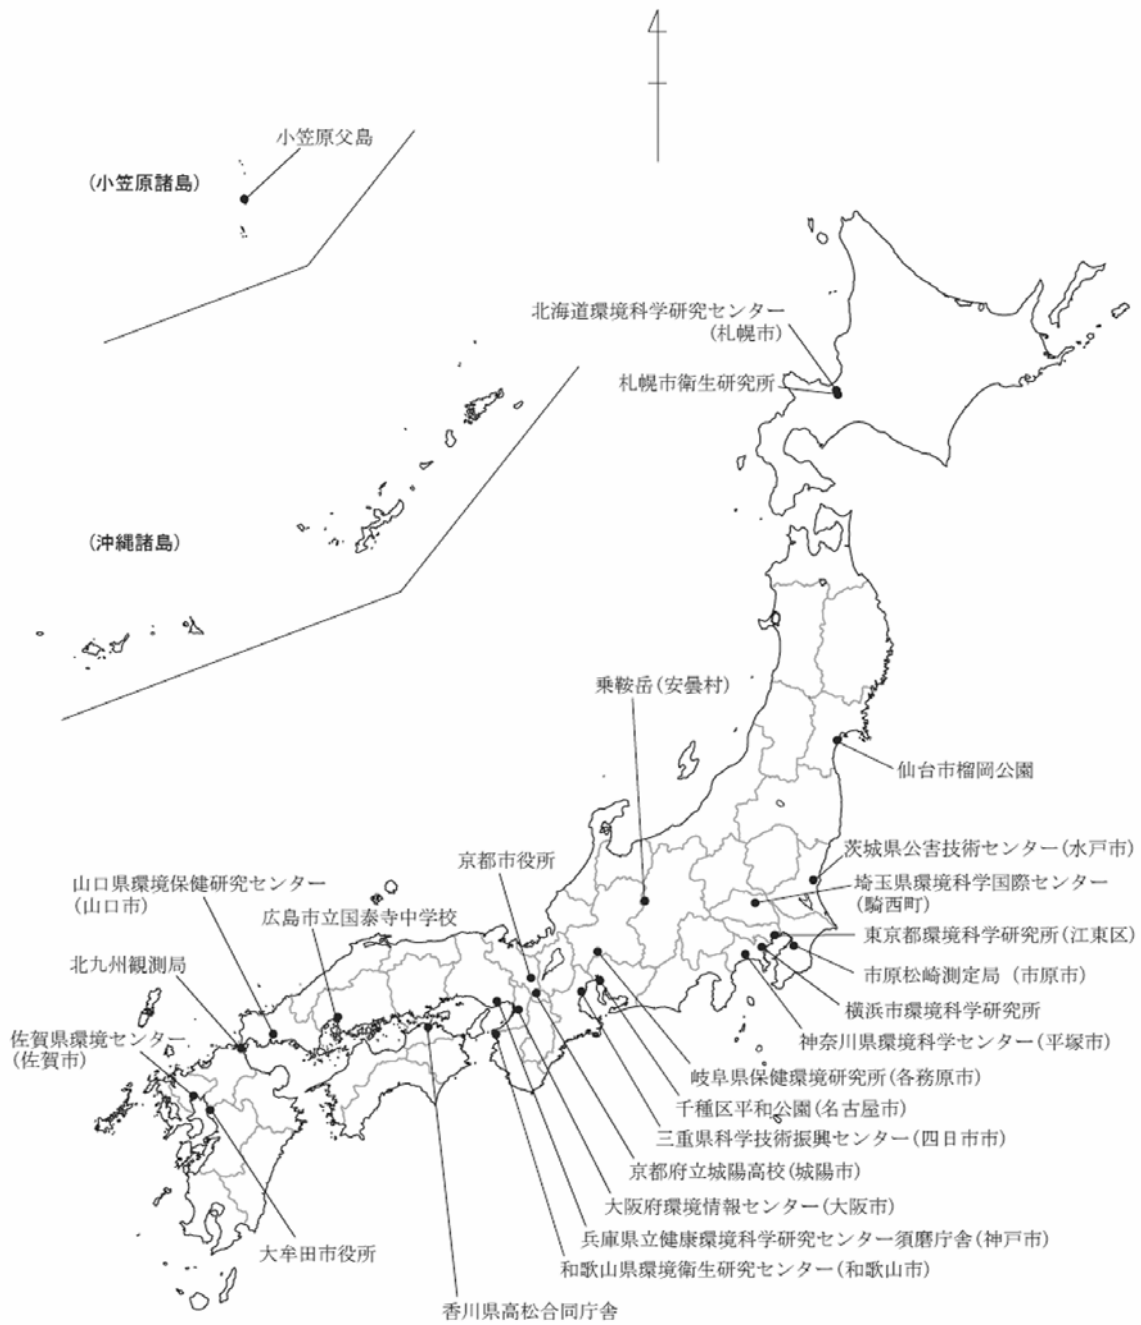 小笠原父島
(小笠原諸島)
北海道環境科学研究センター
(札幌市)
札幌市衛生研究所
(沖縄諸島)
乗鞍岳(安曇村)
仙台市榴岡公園
茨城県公害技術センター(水戸市)
京都市役所
埼玉県環境科学国際センター
(騎西町)
山口県環境保健研究センター
(山口市)
広島市立国泰寺中学校
東京都環境科学研究所(江東区)
北九州観測局
市原松崎測定局 (市原市)
横浜市環境科学研究所
佐賀県環境センター
(佐賀市)
神奈川県環境科学センター(平塚市)
岐阜県保健環境研究所(各務原市)
千種区平和公園(名古屋市)
三重県科学技術振興センター(四日市市)
京都府立城陽高校(城陽市)
大阪府環境情報センター(大阪市)
兵庫県立健康環境科学研究センター須磨庁舎(神戸市)
大牟田市役所
和歌山県環境衛生研究センター(和歌山市)
香川県高松合同庁舎